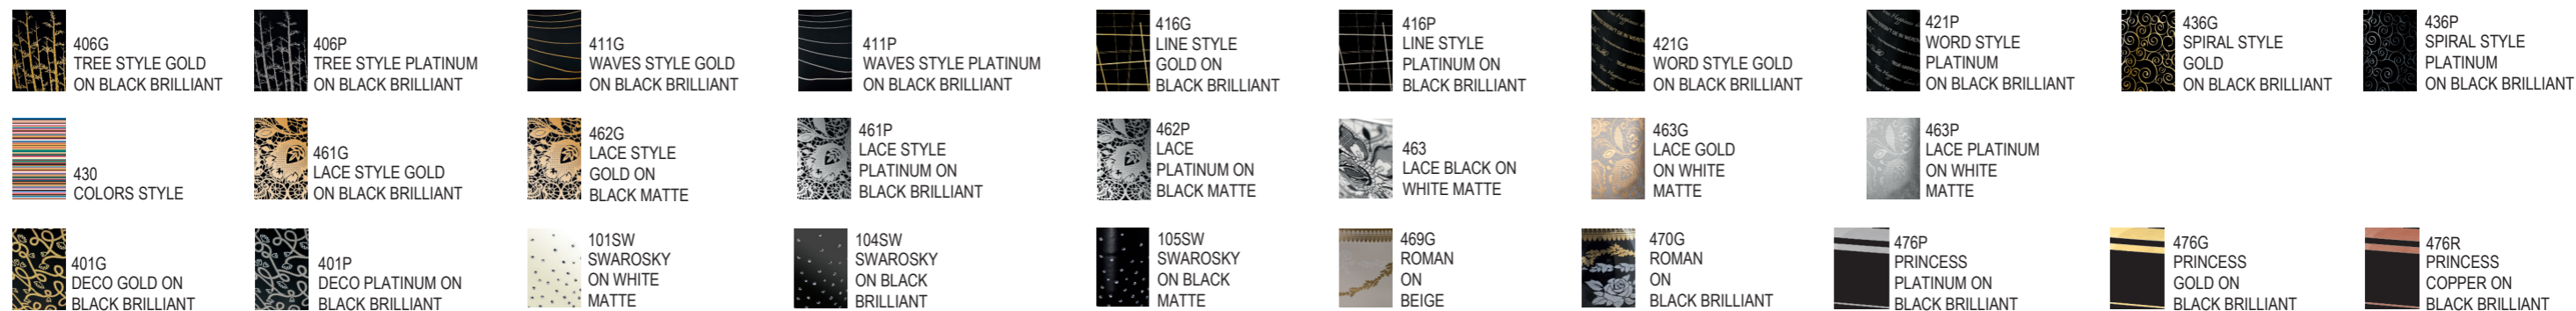 406G
TREE STYLE GOLD
ON BLACK BRILLIANT
406P
TREE STYLE PLATINUM
ON BLACK BRILLIANT
411G
WAVES STYLE GOLD
ON BLACK BRILLIANT
411P
WAVES STYLE PLATINUM
ON BLACK BRILLIANT
416G
LINE STYLE
GOLD ON
BLACK BRILLIANT
416P
LINE STYLE
PLATINUM ON
BLACK BRILLIANT
421G
WORD STYLE GOLD
ON BLACK BRILLIANT
421P
WORD STYLE
PLATINUM
ON BLACK BRILLIANT
436G
SPIRAL STYLE
GOLD
ON BLACK BRILLIANT
436P
SPIRAL STYLE
PLATINUM
ON BLACK BRILLIANT
430
COLORS STYLE
461G
LACE STYLE GOLD
ON BLACK BRILLIANT
462G
LACE STYLE
GOLD ON
BLACK MATTE
461P
LACE STYLE
PLATINUM ON
BLACK BRILLIANT
462P
LACE
PLATINUM ON
BLACK MATTE
463
LACE BLACK ON
WHITE MATTE
463G
LACE GOLD
ON WHITE
MATTE
463P
LACE PLATINUM
ON WHITE
MATTE
401G
DECO GOLD ON
BLACK BRILLIANT
401P
DECO PLATINUM ON
BLACK BRILLIANT
101SW
SWAROSKY
ON WHITE
MATTE
104SW
SWAROSKY
ON BLACK
BRILLIANT
105SW
SWAROSKY
ON BLACK
MATTE
469G
ROMAN
ON
BEIGE
470G
ROMAN
ON
BLACK BRILLIANT
476P
PRINCESS
PLATINUM ON
BLACK BRILLIANT
476G
PRINCESS
GOLD ON
BLACK BRILLIANT
476R
PRINCESS
COPPER ON
BLACK BRILLIANT